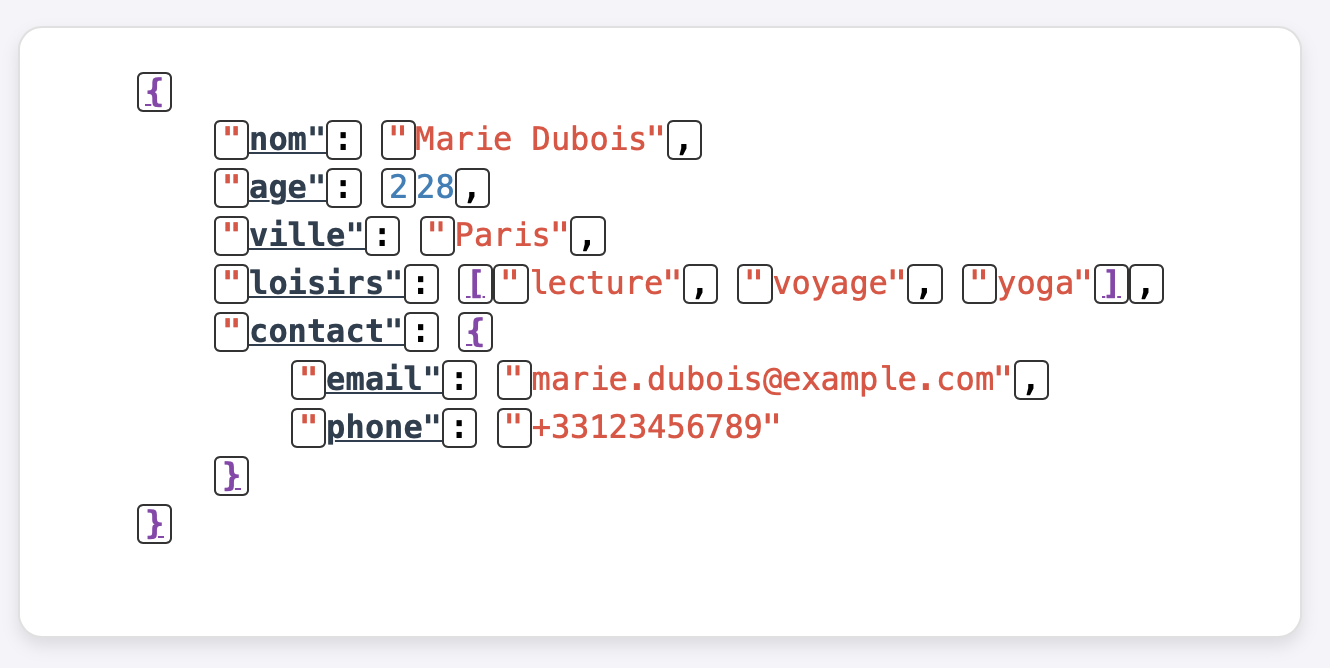 {
"nom": "Marie Dubois",
"age": 228,
"ville": "Paris",
"loisirs": ["lecture", "voyage", "yoga"],
"contact": {
"email": "marie.dubois@example.com",
"phone": "+33123456789"
}
}